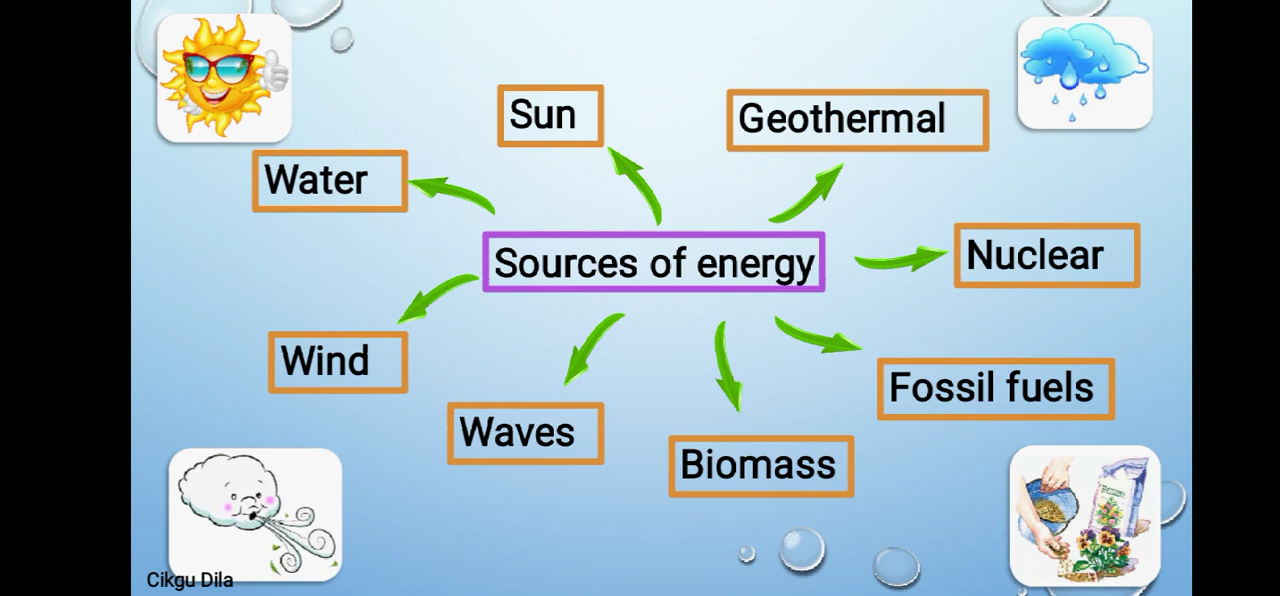 Sun
Geothermal
Water
Sources of energy
Nuclear
Wind
Fossil fuels
Waves
Biomass
Cikgu Dila